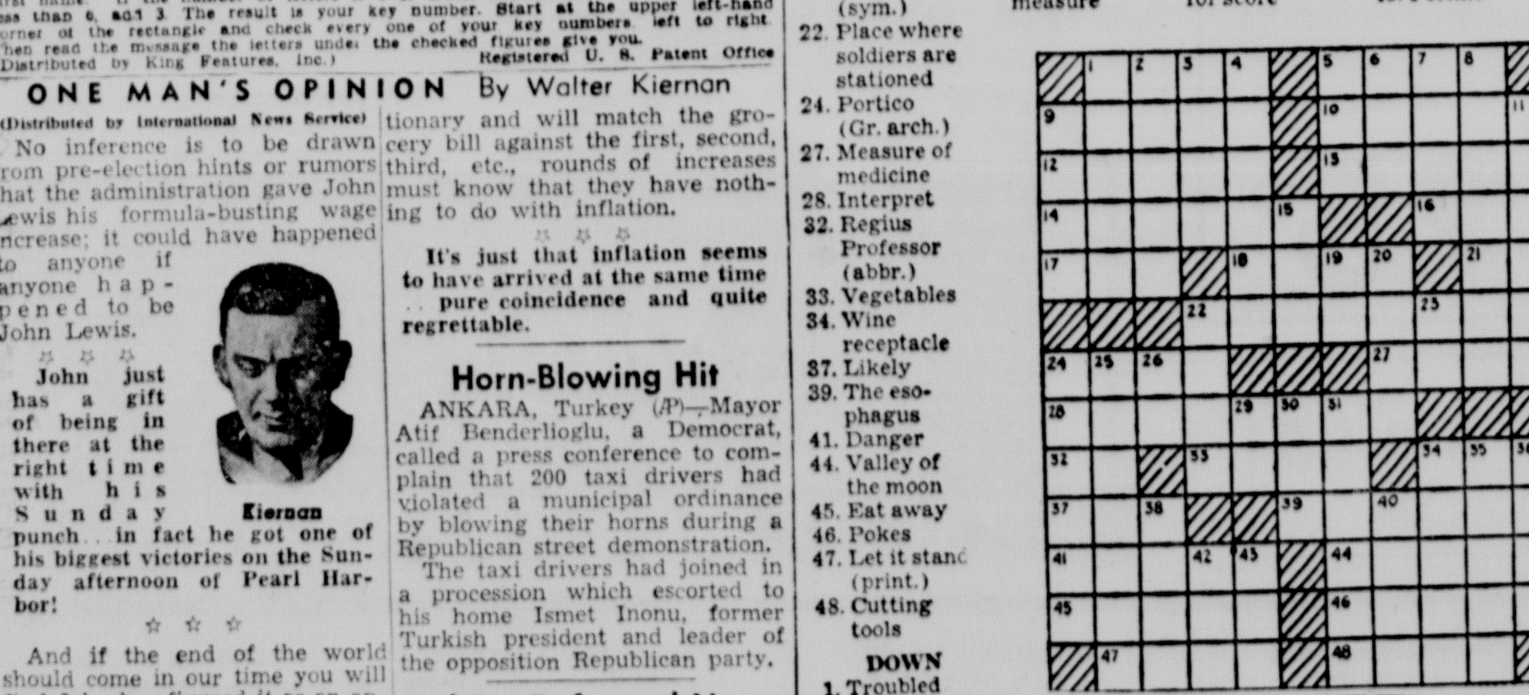 less than 6, add 3. The result is your key number. Start at the upper left-hand
corner of the rectangle and check every one of your key numbers, left to right.
Then read the message the letters under the checked figures give you.
Distributed by King Features, Inc.) Registered U. S. Patent Office
ONE MAN'S OPINION By Walter Kiernan
(Distributed by International News Service)
No inference is to be drawn
rom pre-election hints or rumors
hat the administration gave John
Lewis his formula-busting wage
ncrease; it could have happened
to anyone if
anyone hap-
pened to be
John Lewis.
☆ ☆ ☆
John just
has a gift
of being in
there at the
right time
with his
Sunday
Kiernan
punch... in fact he got one of
his biggest victories on the Sun-
day afternoon of Pearl Har-
bor!
☆ ☆ ☆
And if the end of the world
should come in our time you will
tionary and will match the gro-
cery bill against the first, second,
third, etc., rounds of increases
must know that they have noth-
ing to do with inflation.
☆ ☆ ☆
It's just that inflation seems
to have arrived at the same time
.. pure coincidence and quite
regrettable.
Horn-Blowing Hit
ANKARA, Turkey (AP)—Mayor
Atif Benderlioglu, a Democrat,
called a press conference to com-
plain that 200 taxi drivers had
violated a municipal ordinance
by blowing their horns during a
Republican street demonstration.
The taxi drivers had joined in
a procession which escorted to
his home Ismet Inonu, former
Turkish president and leader of
the opposition Republican party.
(sym.)
22. Place where
soldiers are
stationed
24. Portico
(Gr. arch.)
27. Measure of
medicine
28. Interpret
32. Regius
Professor
(abbr.)
33. Vegetables
34. Wine
receptacle
37. Likely
39. The eso-
phagus
41. Danger
44. Valley of
the moon
45. Eat away
46. Pokes
47. Let it stand
(print.)
48. Cutting
tools
DOWN
1. Troubled
measure
1 2 3 4 5 6 7 8
9 10 11
12 13
14 15 16
17 18 19 20 21
22 23
24 25 26 27
28 29 30 31
32 33 34 35 36
37 38 39 40
41 42 43 44
45 46
47 48